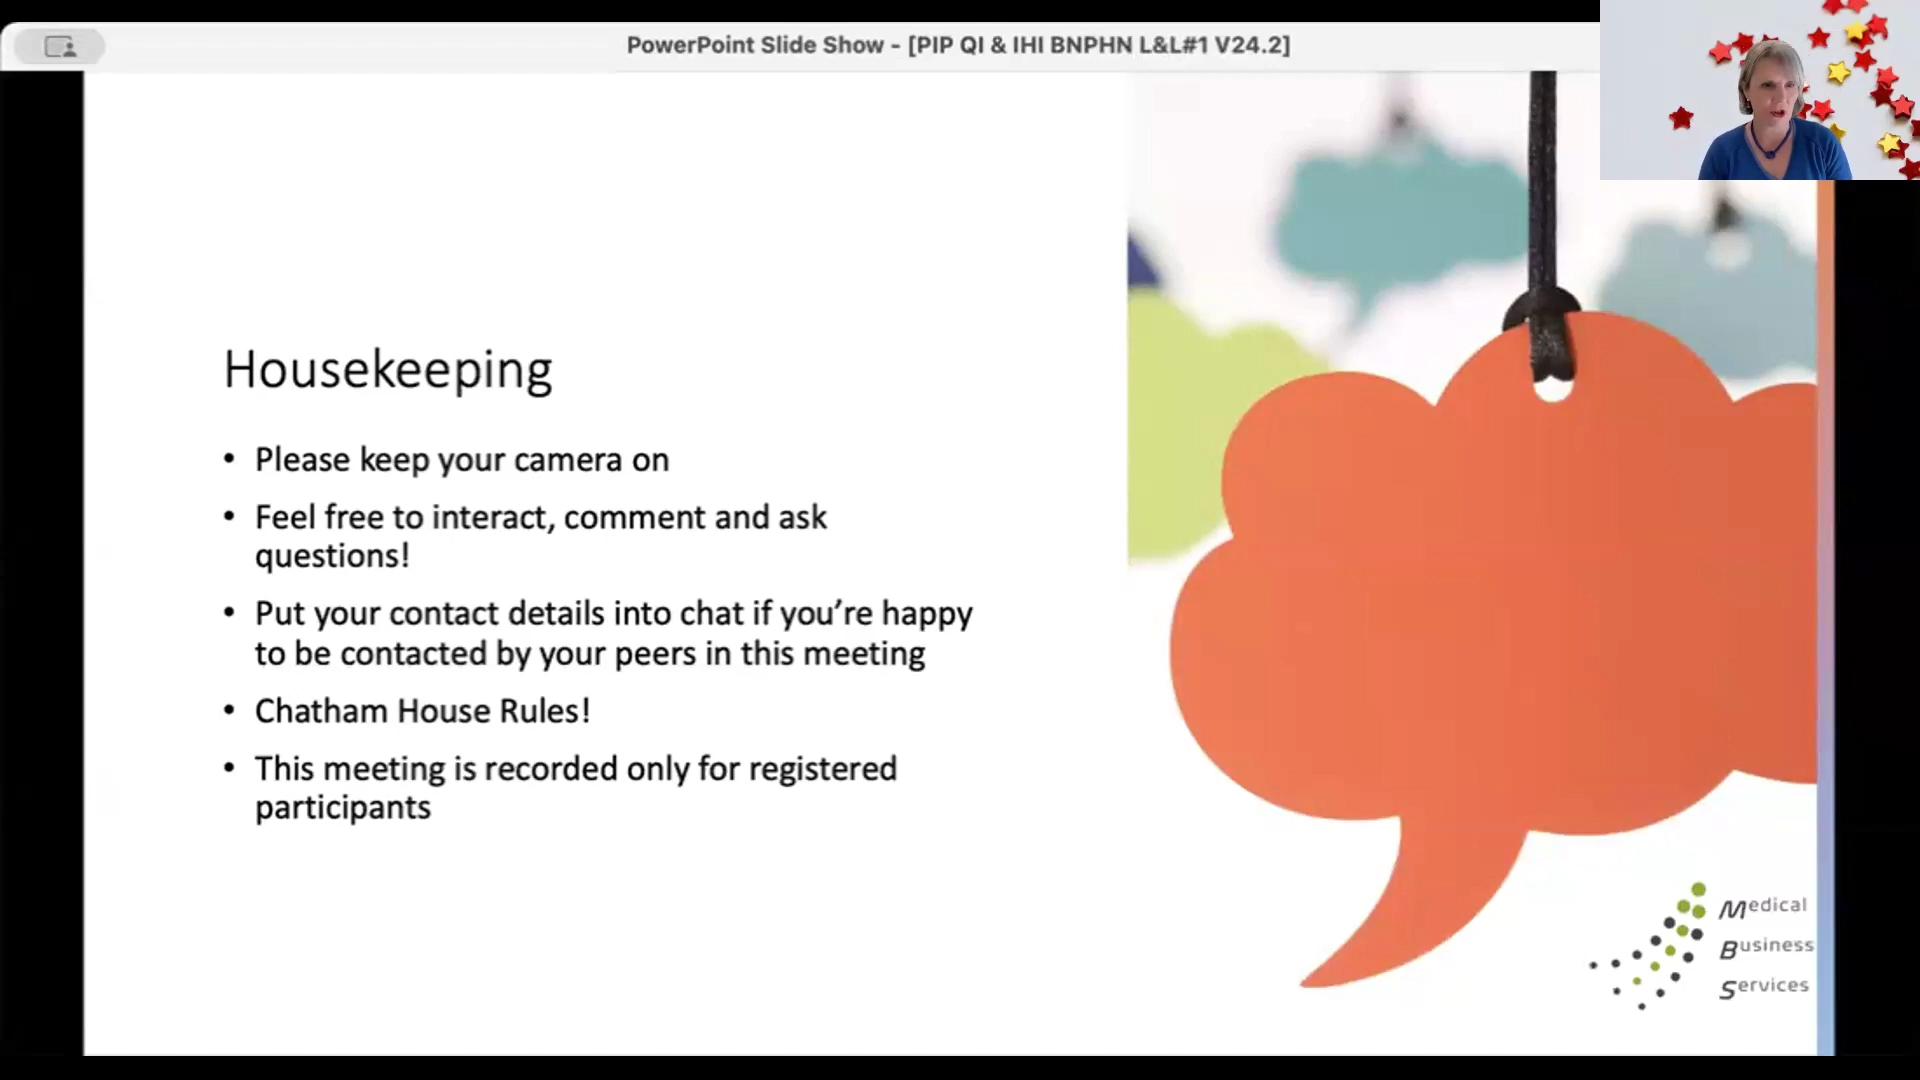 PowerPoint Slide Show - [PIP QI & IHI BNPHN L&L#1 V24.2]
Housekeeping
• Please keep your camera on
• Feel free to interact, comment and ask
questions!
• Put your contact details into chat if you’re happy
to be contacted by your peers in this meeting
• Chatham House Rules!
• This meeting is recorded only for registered
participants
Medical
Business
Services